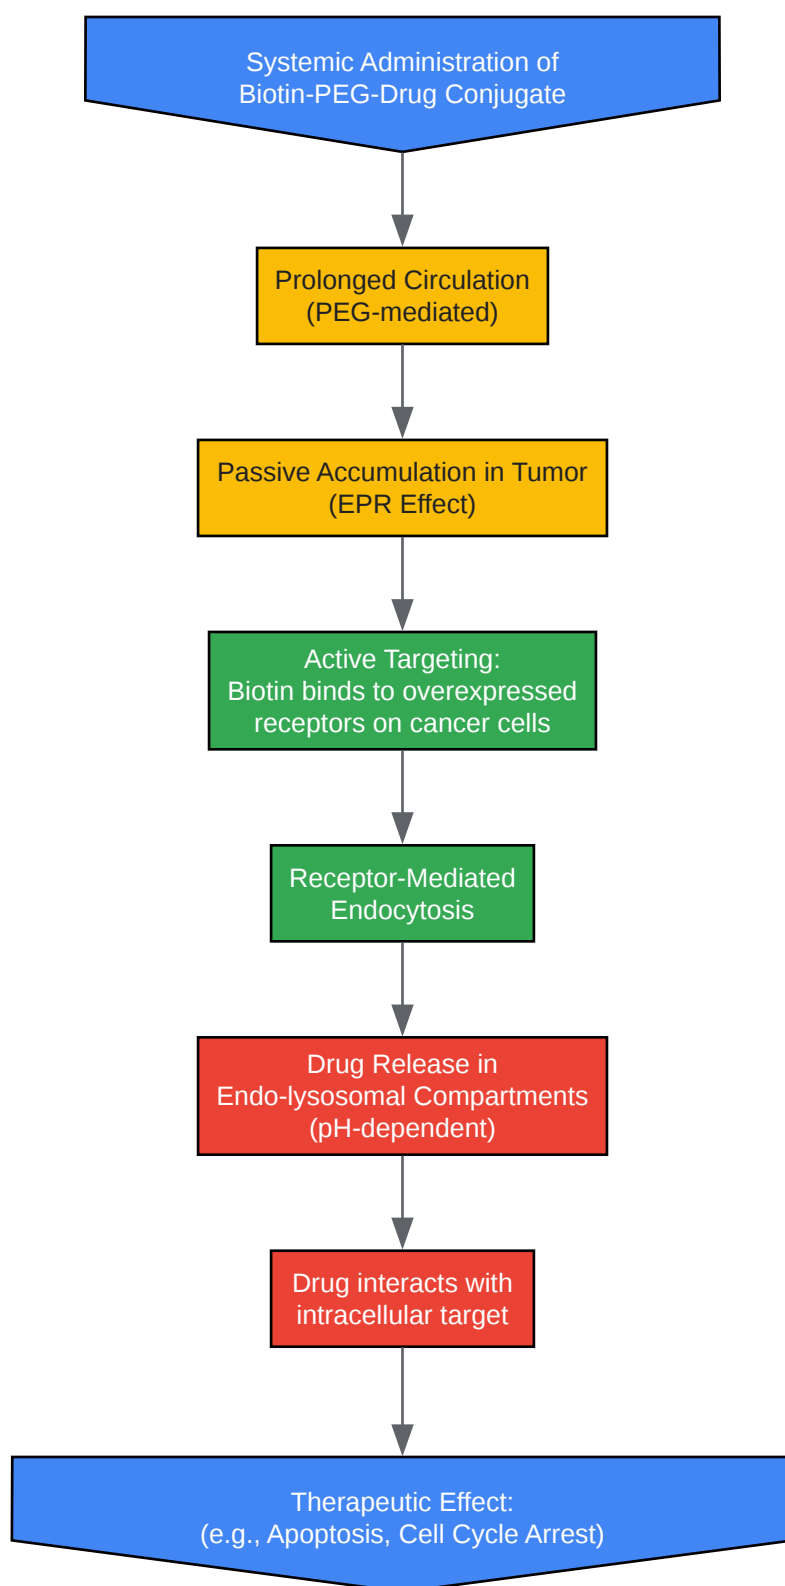 Systemic Administration of
Biotin-PEG-Drug Conjugate
Prolonged Circulation
(PEG-mediated)
Passive Accumulation in Tumor
(EPR Effect)
Active Targeting:
Biotin binds to overexpressed
receptors on cancer cells
Receptor-Mediated
Endocytosis
Drug Release in
Endo-lysosomal Compartments
(pH-dependent)
Drug interacts with
intracellular target
Therapeutic Effect:
(e.g., Apoptosis, Cell Cycle Arrest)